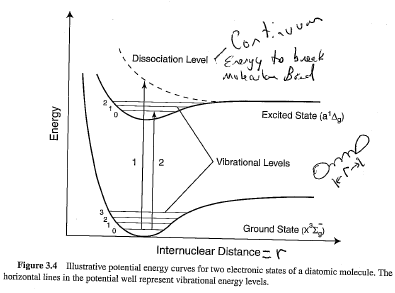 Continuum
Dissociation Level
Energy to break
molecular Bond
2
1
0
Excited State (a¹Δg)
Energy
1
2
Vibrational Levels
r
3
2
1
0
Ground State (x³Σg⁻)
Internuclear Distance = r
Figure 3.4 Illustrative potential energy curves for two electronic states of a diatomic molecule. The
horizontal lines in the potential well represent vibrational energy levels.